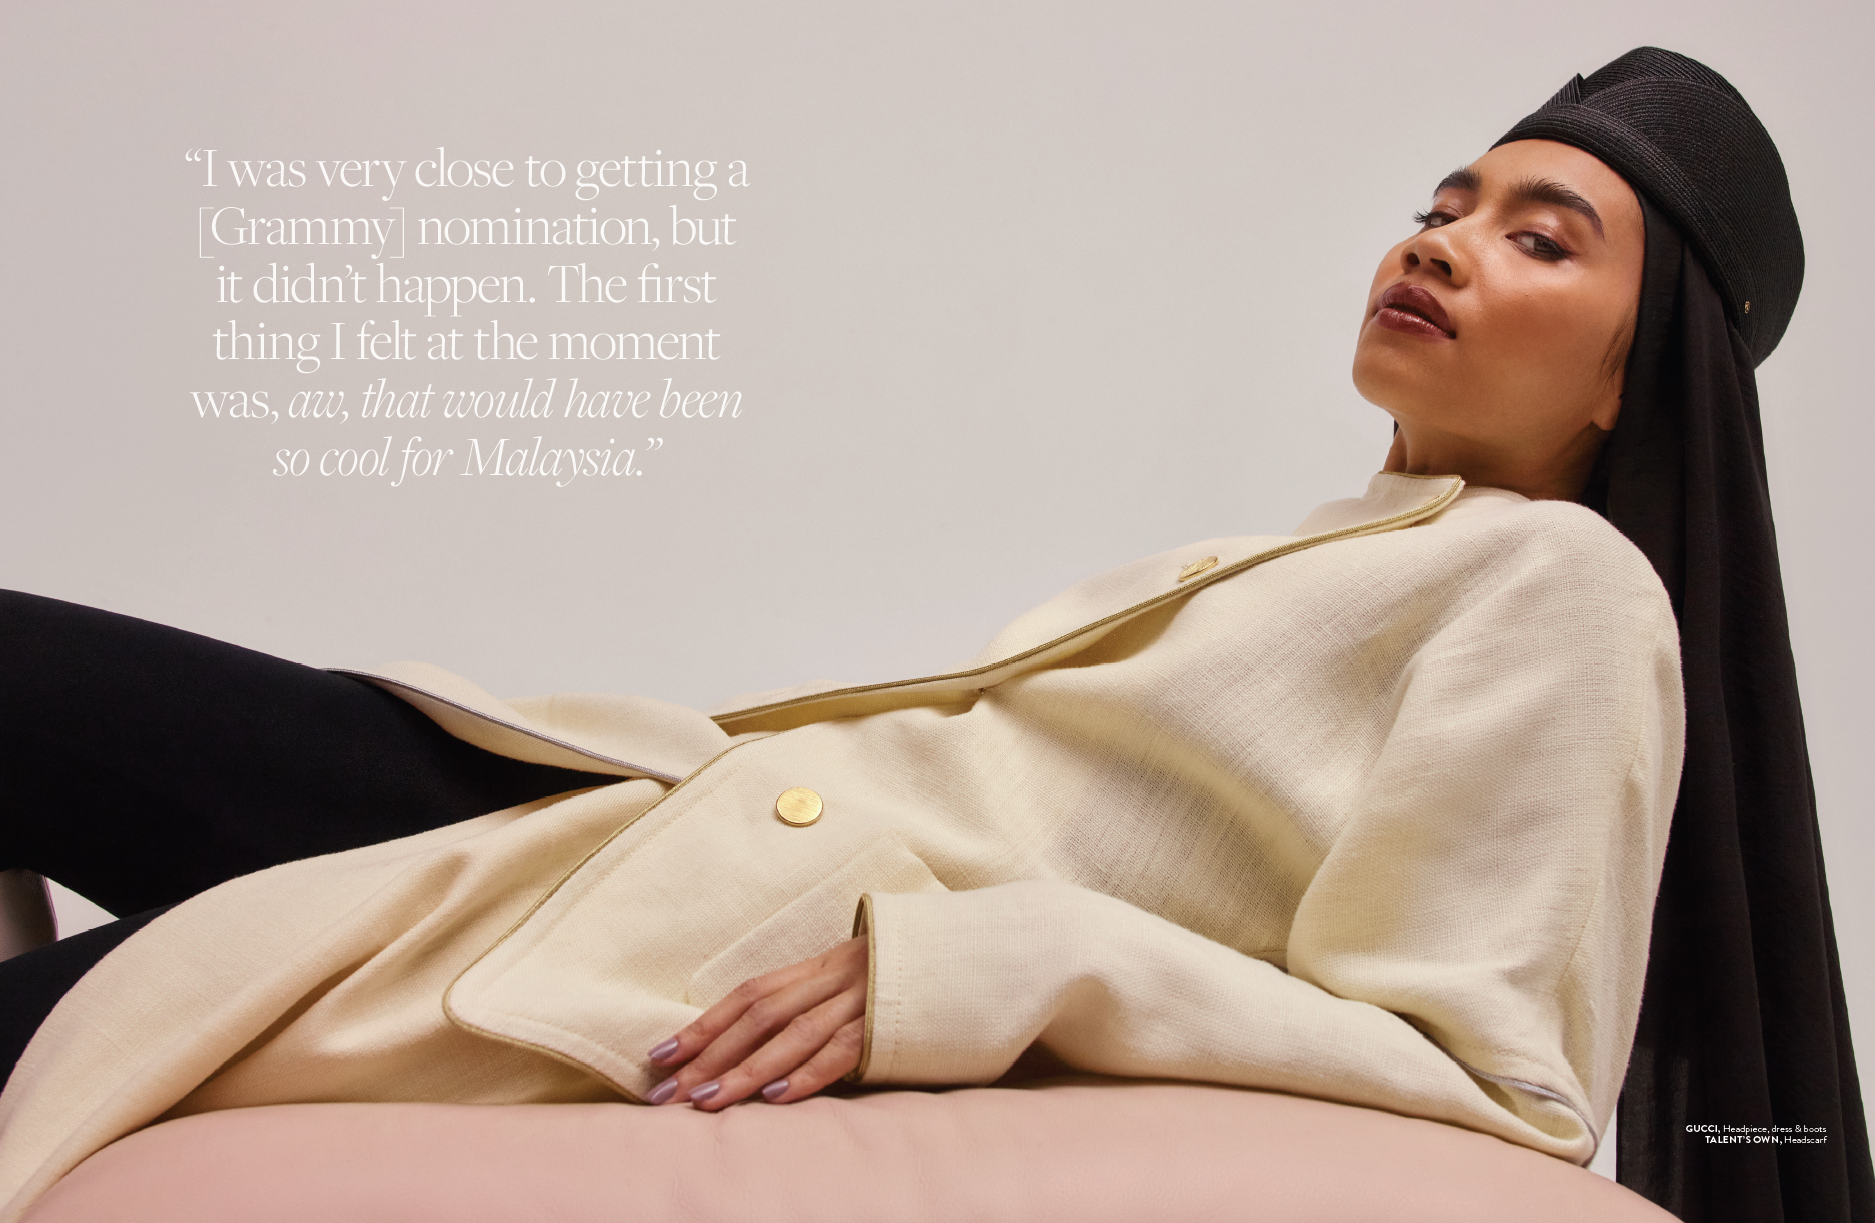 “I was very close to getting a
[Grammy] nomination, but
it didn’t happen. The first
thing I felt at the moment
was, aw, that would have been
so cool for Malaysia.”
GUCCI, Headpiece, dress & boots
TALENT’S OWN, Headscarf